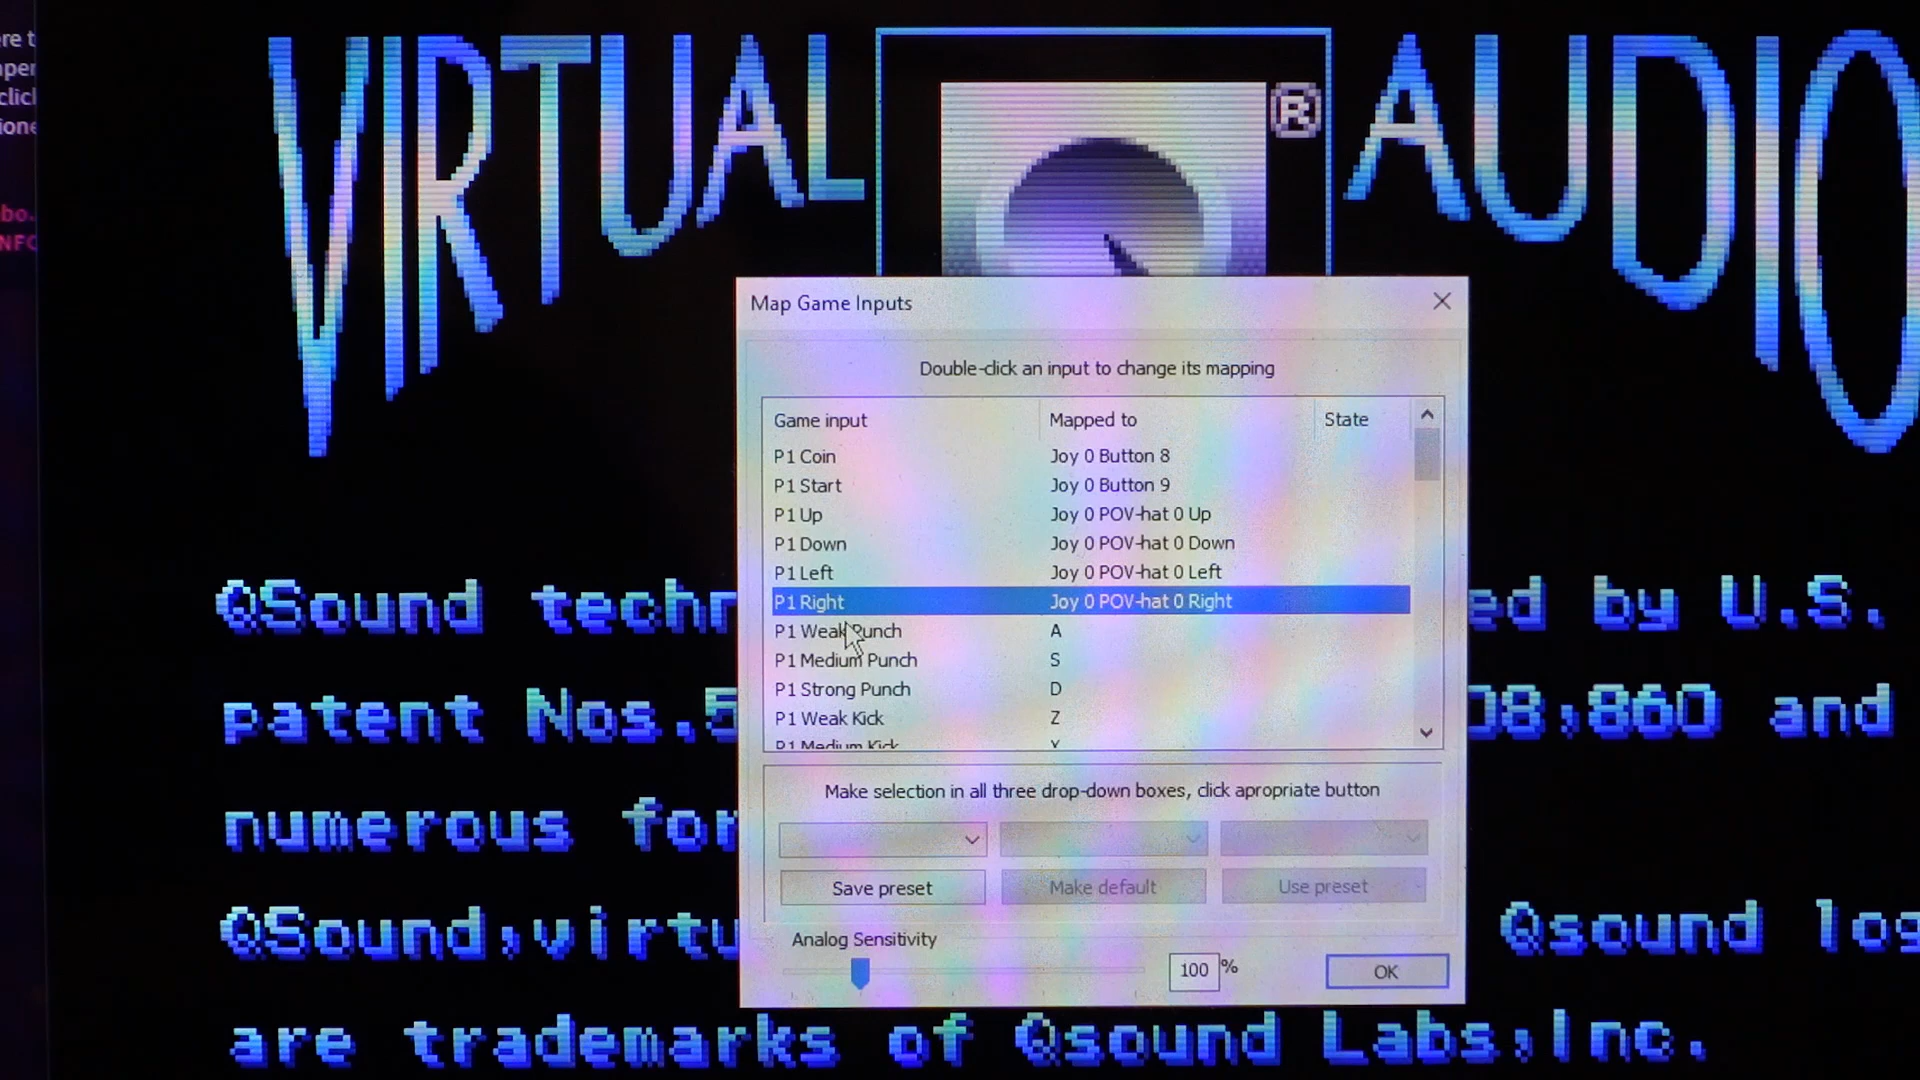 VIRTUAL ® AUDIO
Map Game Inputs
Double-click an input to change its mapping
Game input Mapped to State
P1 Coin Joy 0 Button 8
P1 Start Joy 0 Button 9
P1 Up Joy 0 POV-hat 0 Up
P1 Down Joy 0 POV-hat 0 Down
P1 Left Joy 0 POV-hat 0 Left
P1 Right Joy 0 POV-hat 0 Right
P1 Weak Punch A
P1 Medium Punch S
P1 Strong Punch D
P1 Weak Kick Z
P1 Medium Kick
Make selection in all three drop-down boxes, click apropriate button
Save preset Make default Use preset
Analog Sensitivity
100 %
OK
QSound techn ed by U.S.
patent Nos.5 08,860 and
numerous for
QSound,virtu Qsound log
are trademarks of Qsound Labs,Inc.